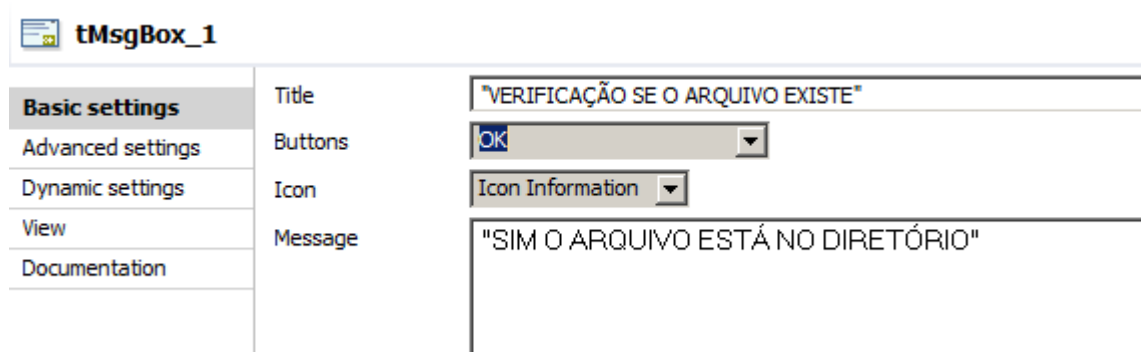 tMsgBox_1
Basic settings
Advanced settings
Dynamic settings
View
Documentation
Title "VERIFICAÇÃO SE O ARQUIVO EXISTE"
Buttons OK
Icon Icon Information
Message "SIM O ARQUIVO ESTÁ NO DIRETÓRIO"